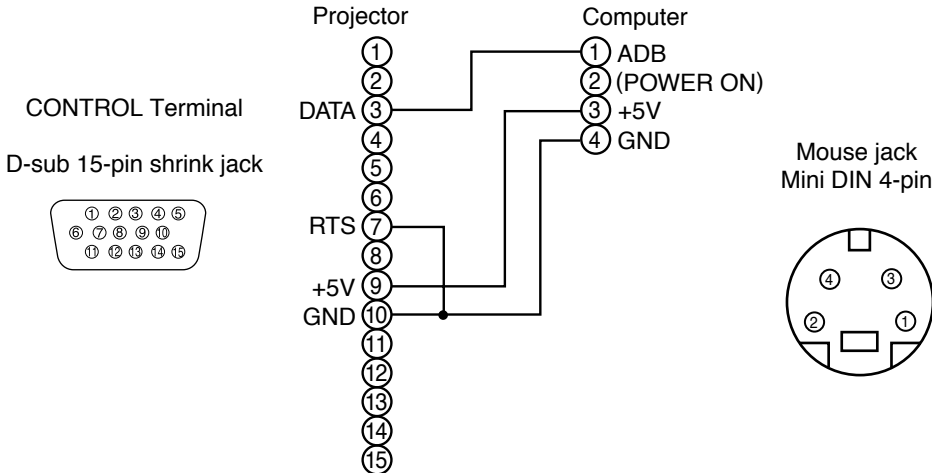 Projector
Computer
CONTROL Terminal
D-sub 15-pin shrink jack
① ② ③ ④ ⑤
⑥ ⑦ ⑧ ⑨ ⑩
⑪ ⑫ ⑬ ⑭ ⑮
①
②
DATA ③
④
⑤
⑥
RTS ⑦
⑧
+5V ⑨
GND ⑩
⑪
⑫
⑬
⑭
⑮
① ADB
② (POWER ON)
③ +5V
④ GND
Mouse jack
Mini DIN 4-pin
④ ③
② ①